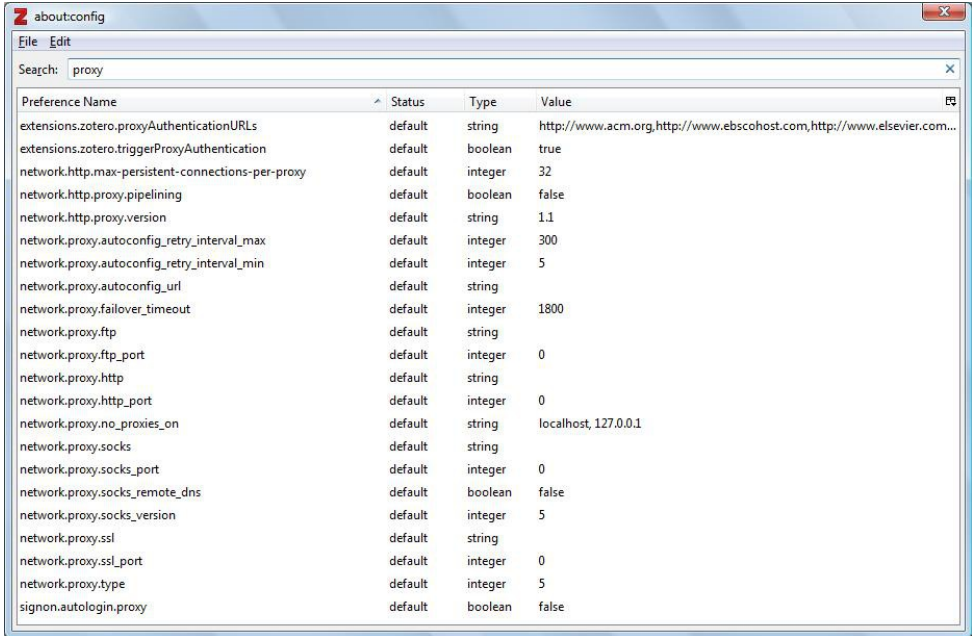 Z about:config X
File Edit
Search: proxy ×
Preference Name Status Type Value
extensions.zotero.proxyAuthenticationURLs default string http://www.acm.org,http://www.ebscohost.com,http://www.elsevier.com...
extensions.zotero.triggerProxyAuthentication default boolean true
network.http.max-persistent-connections-per-proxy default integer 32
network.http.proxy.pipelining default boolean false
network.http.proxy.version default string 1.1
network.proxy.autoconfig_retry_interval_max default integer 300
network.proxy.autoconfig_retry_interval_min default integer 5
network.proxy.autoconfig_url default string
network.proxy.failover_timeout default integer 1800
network.proxy.ftp default string
network.proxy.ftp_port default integer 0
network.proxy.http default string
network.proxy.http_port default integer 0
network.proxy.no_proxies_on default string localhost, 127.0.0.1
network.proxy.socks default string
network.proxy.socks_port default integer 0
network.proxy.socks_remote_dns default boolean false
network.proxy.socks_version default integer 5
network.proxy.ssl default string
network.proxy.ssl_port default integer 0
network.proxy.type default integer 5
signon.autologin.proxy default boolean false